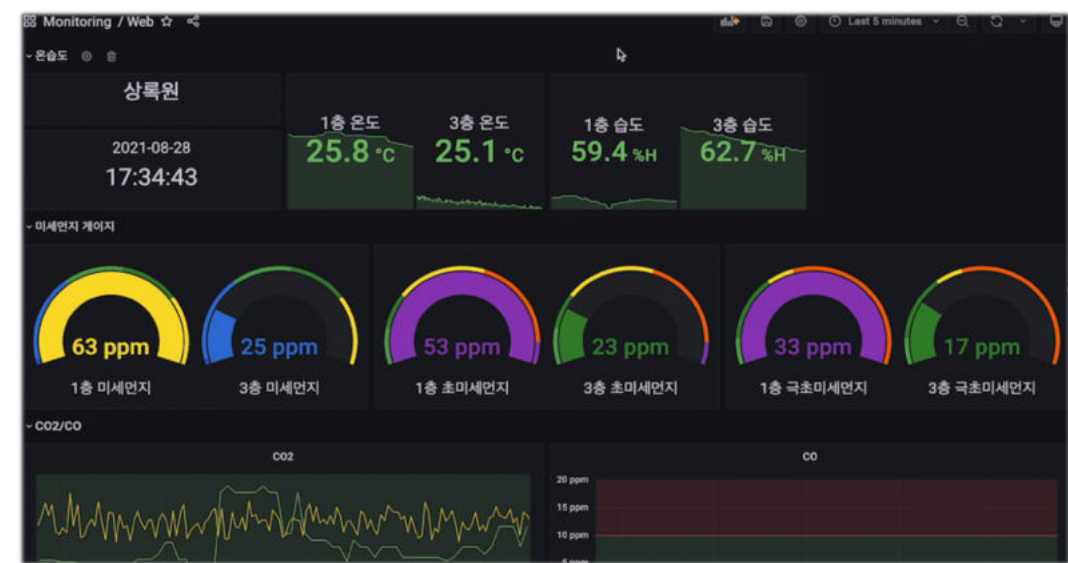 Monitoring / Web
Last 5 minutes
온습도
상록원
2021-08-28
17:34:43
1층 온도
25.8 °C
3층 온도
25.1 °C
1층 습도
59.4 %H
3층 습도
62.7 %H
미세먼지 게이지
63 ppm
1층 미세먼지
25 ppm
3층 미세먼지
53 ppm
1층 초미세먼지
23 ppm
3층 초미세먼지
33 ppm
1층 극초미세먼지
17 ppm
3층 극초미세먼지
CO2/CO
CO2
CO
20 ppm
15 ppm
10 ppm
5 ppm